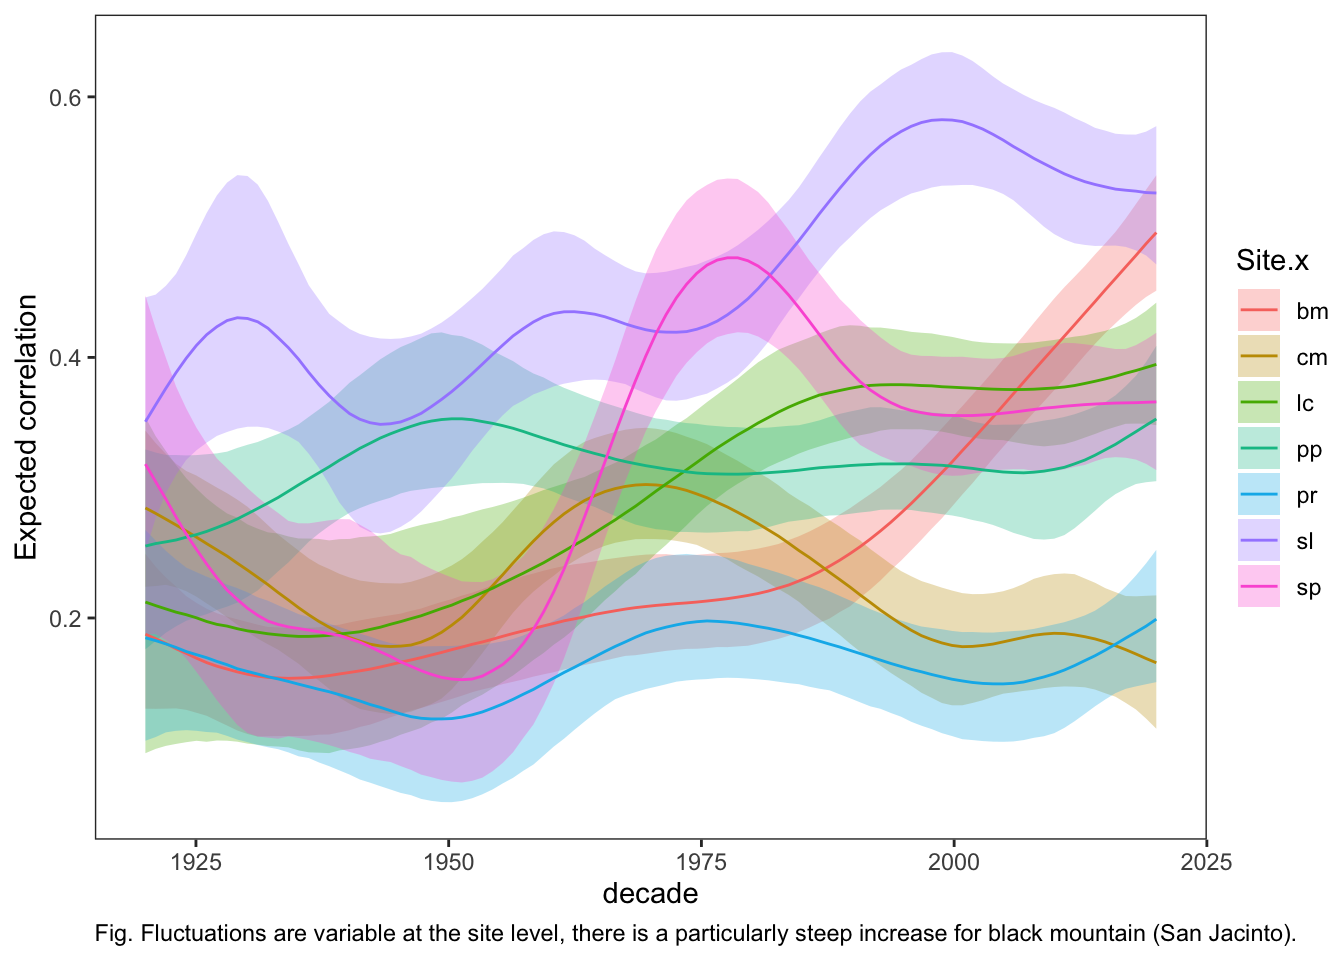 Expected correlation
0.6
0.4
0.2
1925 1950 1975 2000 2025
decade
Site.x
bm
cm
lc
pp
pr
sl
sp
Fig. Fluctuations are variable at the site level, there is a particularly steep increase for black mountain (San Jacinto).